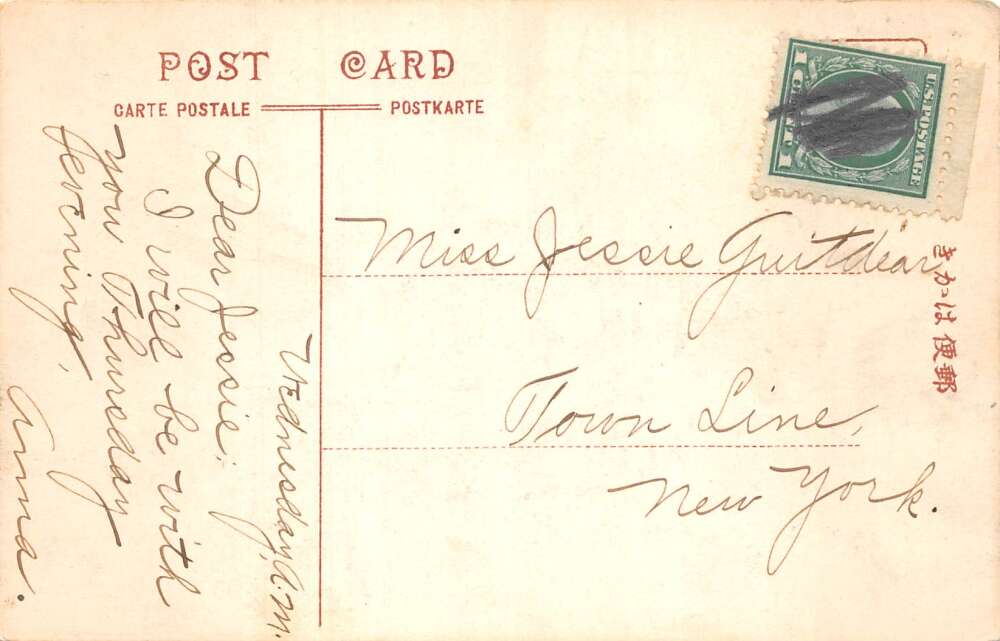 POST CARD
CARTE POSTALE
POSTKARTE
U.S. POSTAGE
1 CENT 1
きかは便郵
Wednesday, A.M.
Dear Jessie:
I will be with
you Thursday
evening,
Anna.
Miss Jessie Guitdear
Town Line,
New York.